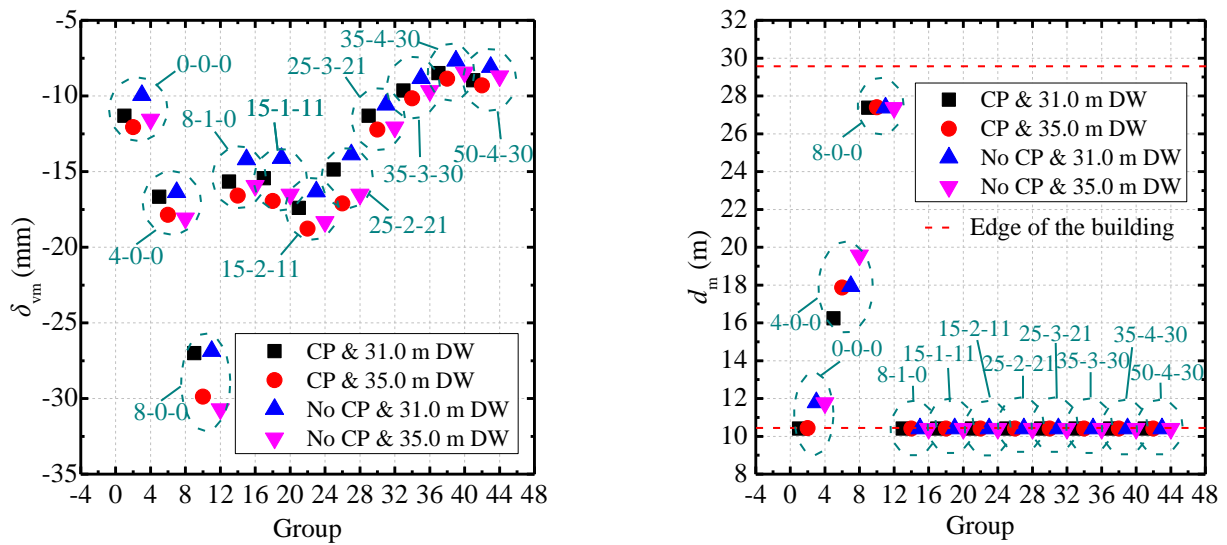 -5
-10
-15
-20
-25
-30
-35
δvm (mm)
0 4 8 12 16 20 24 28 32 36 40 44 48
Group
0-0-0
4-0-0
8-0-0
8-1-0
15-1-11
15-2-11
25-3-21
25-2-21
35-4-30
35-3-30
50-4-30
CP & 31.0 m DW
CP & 35.0 m DW
No CP & 31.0 m DW
No CP & 35.0 m DW
32
30
28
26
24
22
20
18
16
14
12
10
8
dm (m)
0 4 8 12 16 20 24 28 32 36 40 44 48
Group
CP & 31.0 m DW
CP & 35.0 m DW
No CP & 31.0 m DW
No CP & 35.0 m DW
Edge of the building
8-0-0
4-0-0
0-0-0
8-1-0
15-1-11
15-2-11
25-2-21
25-3-21
35-3-30
35-4-30
50-4-30